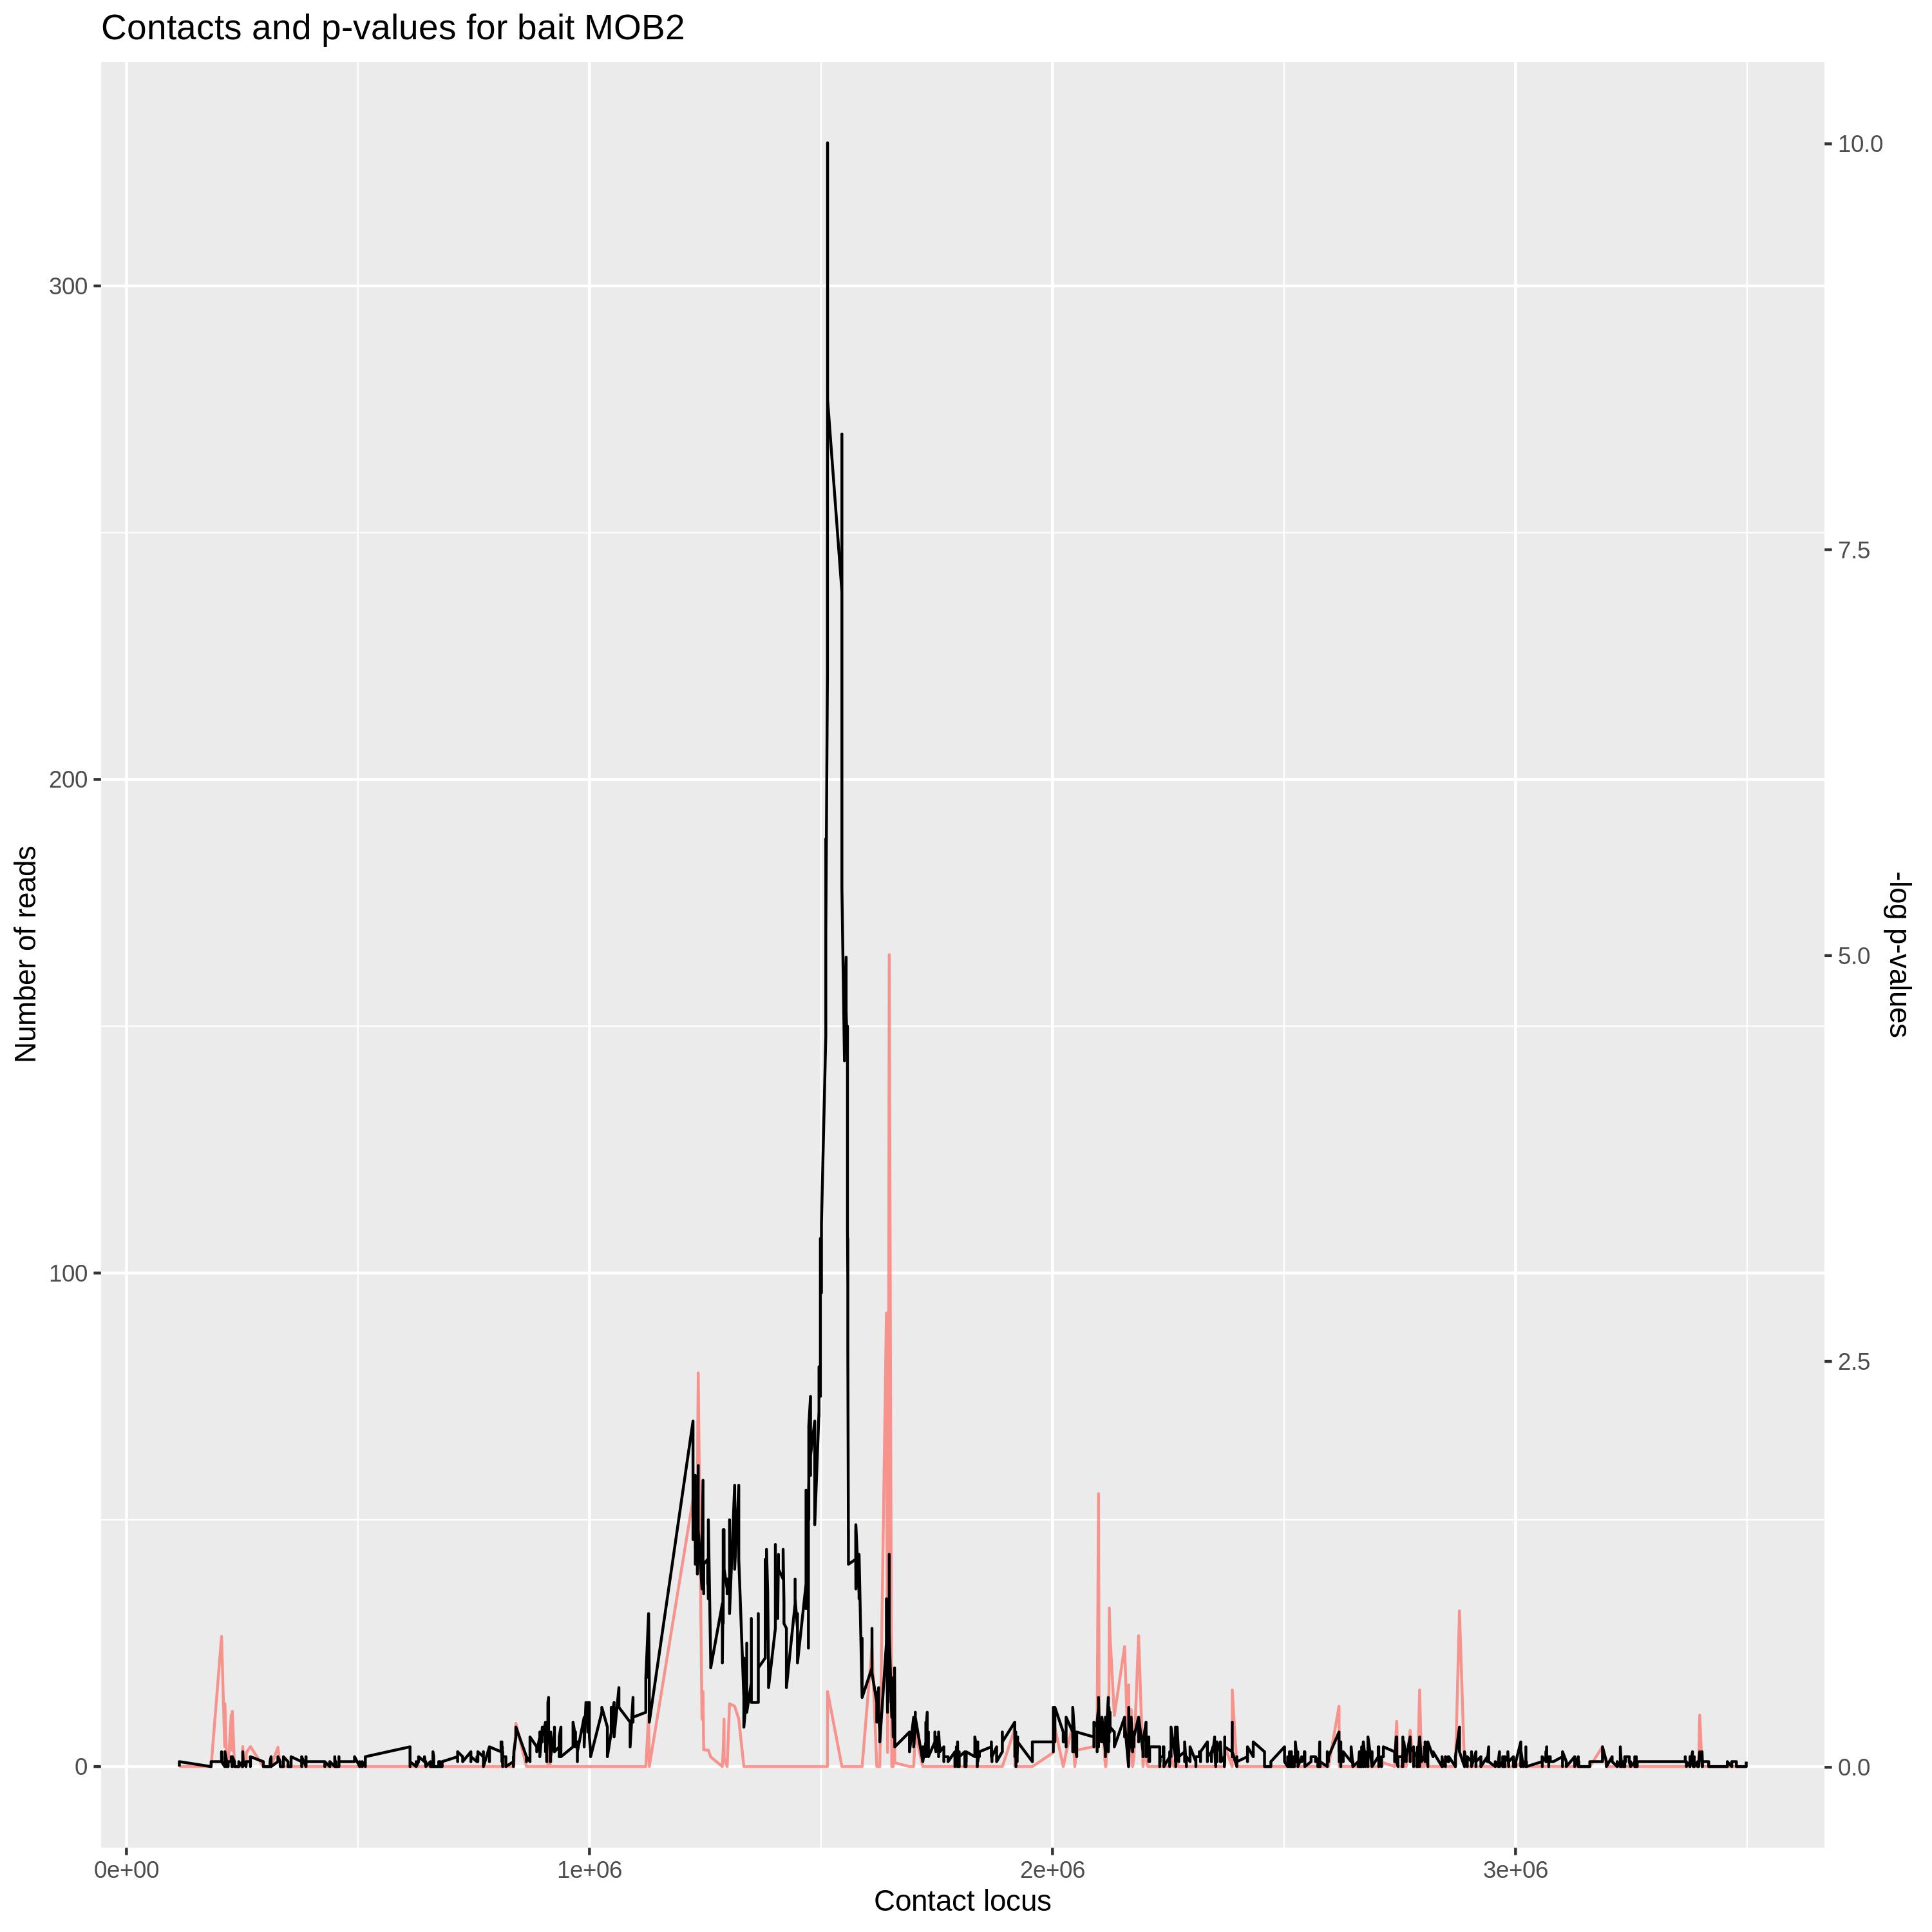 Contacts and p-values for bait MOB2
Number of reads
300
200
100
0
10.0
7.5
5.0
2.5
0.0
-log p-values
0e+00
1e+06
2e+06
3e+06
Contact locus